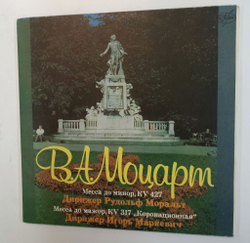 В А Моцарт
Месса до минор, KV 427
Дирижер Рудольф Моральт
Месса до мажор, KV 317 „Коронационная“
Дирижер Игорь Маркевич